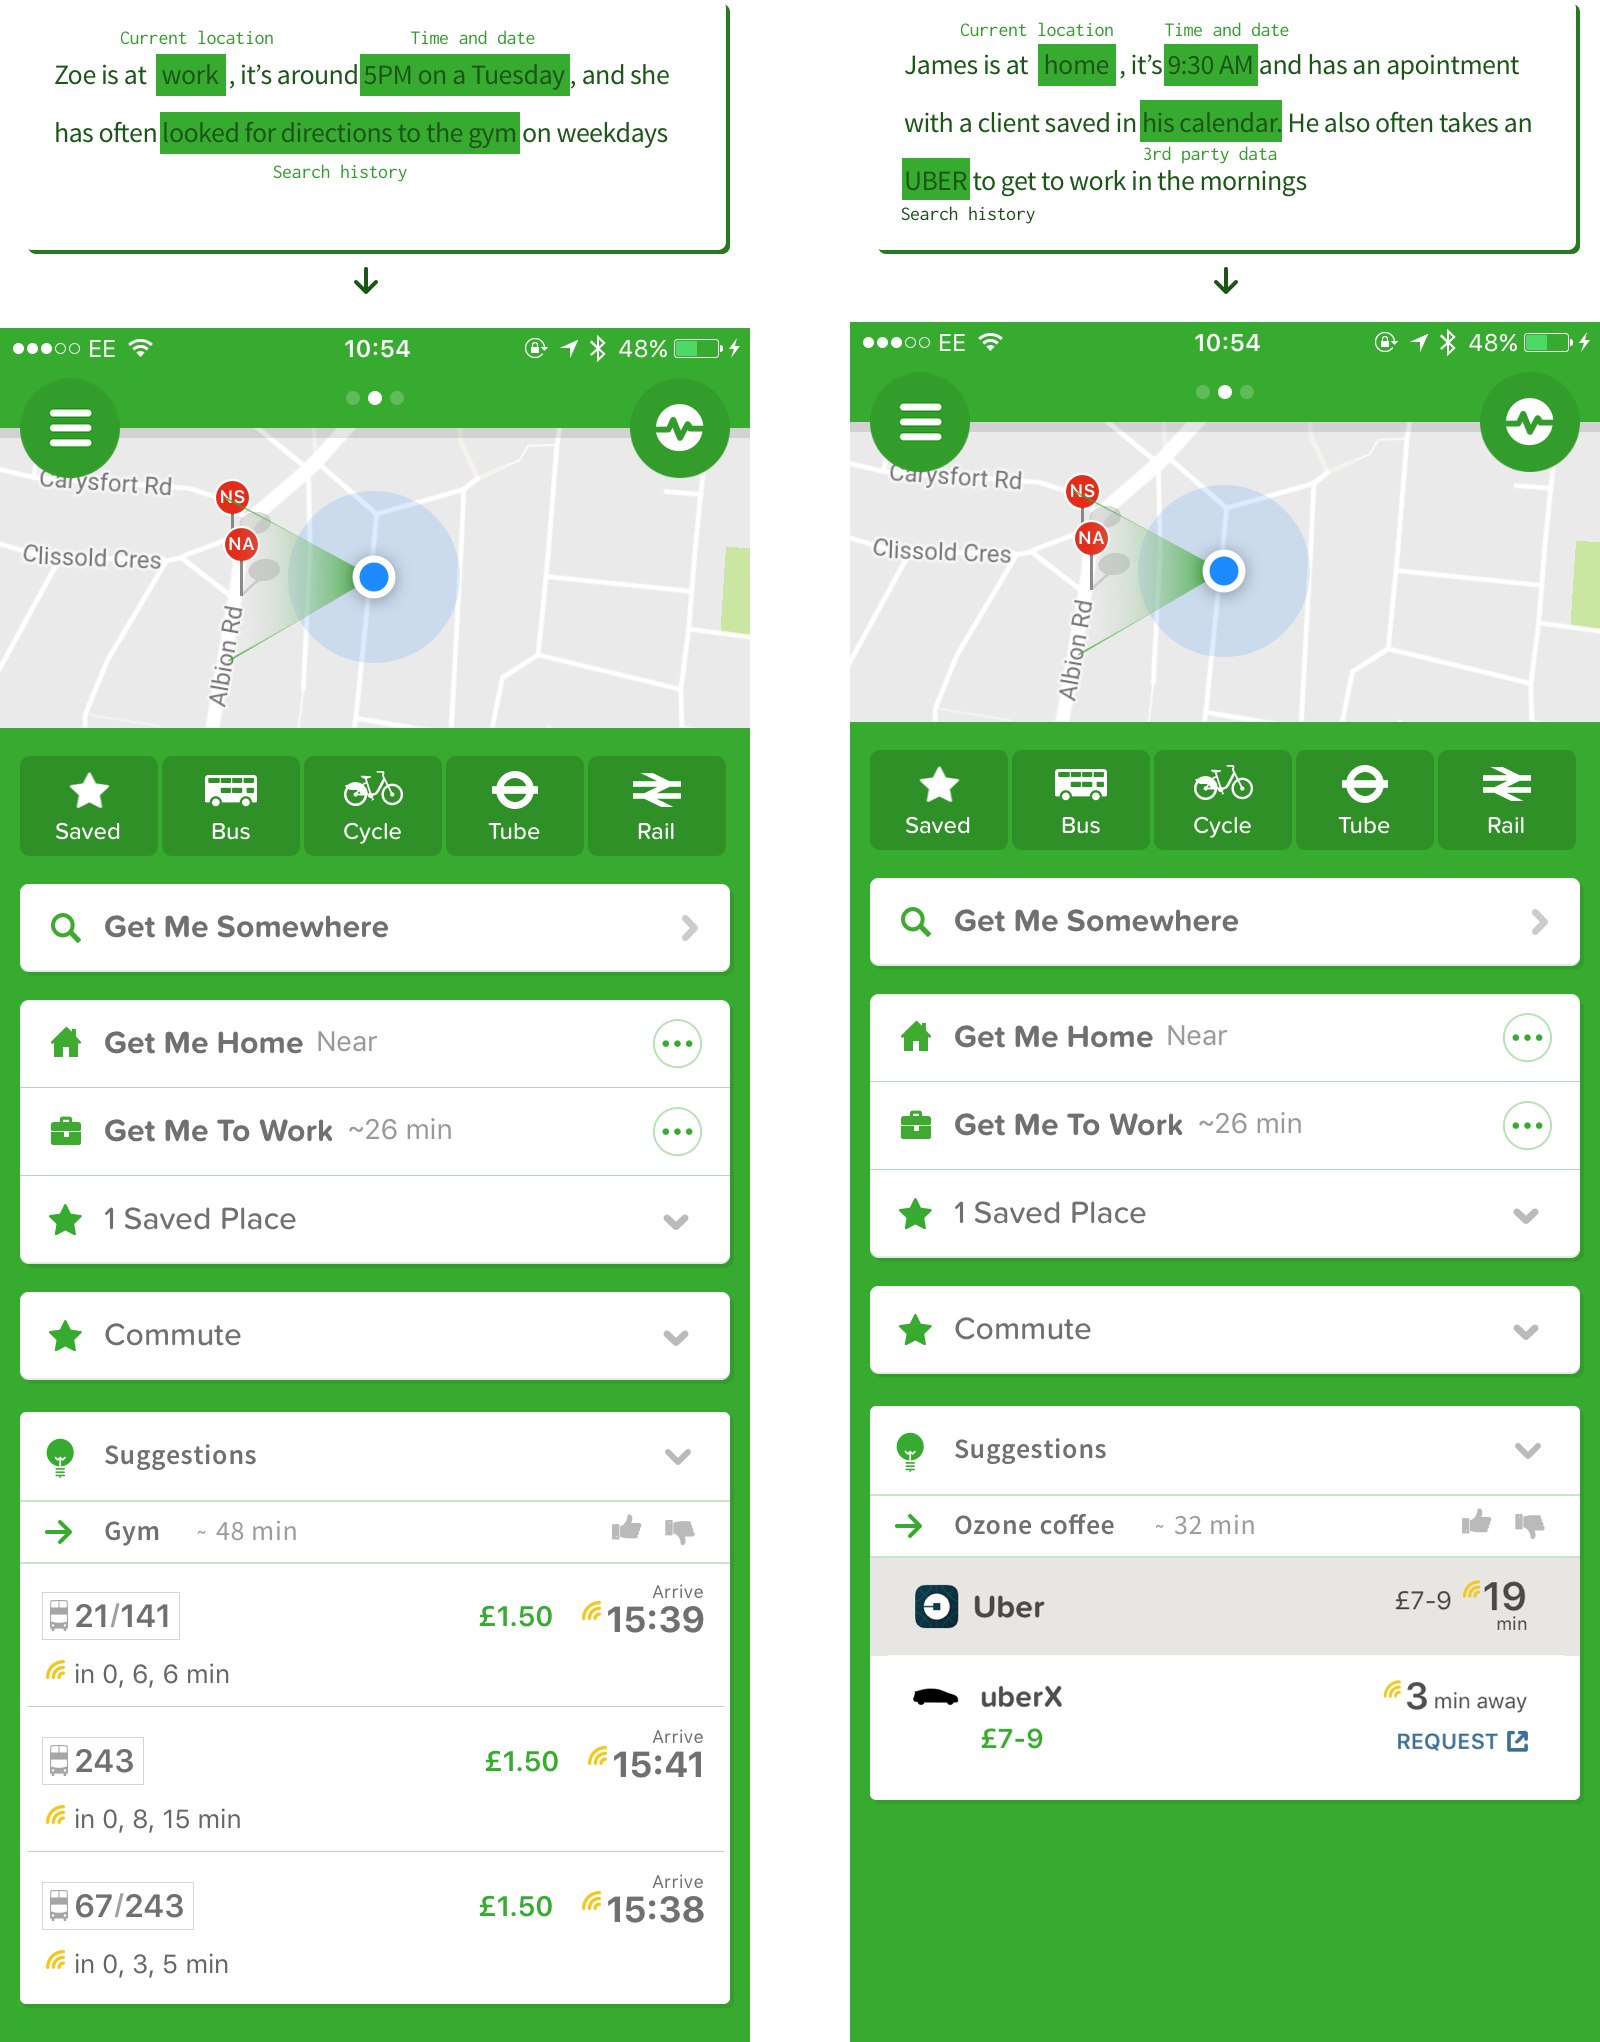 Current location Time and date
Zoe is at work , it's around 5PM on a Tuesday, and she
has often looked for directions to the gym on weekdays
Search history
●●●○○ EE 10:54 48%
Carysfort Rd
NS
NA
Clissold Cres
Albion Rd
Saved Bus Cycle Tube Rail
Get Me Somewhere
Get Me Home Near
Get Me To Work ~26 min
1 Saved Place
Commute
Suggestions
Gym ~ 48 min
Arrive
21/141 £1.50 15:39
in 0, 6, 6 min
Arrive
243 £1.50 15:41
in 0, 8, 15 min
Arrive
67/243 £1.50 15:38
in 0, 3, 5 min
Current location Time and date
James is at home , it's 9:30 AM and has an apointment
with a client saved in his calendar. He also often takes an
3rd party data
UBER to get to work in the mornings
Search history
●●●○○ EE 10:54 48%
Carysfort Rd
NS
NA
Clissold Cres
Albion Rd
Saved Bus Cycle Tube Rail
Get Me Somewhere
Get Me Home Near
Get Me To Work ~26 min
1 Saved Place
Commute
Suggestions
Ozone coffee ~ 32 min
Uber £7-9 19
min
uberX 3 min away
£7-9 REQUEST